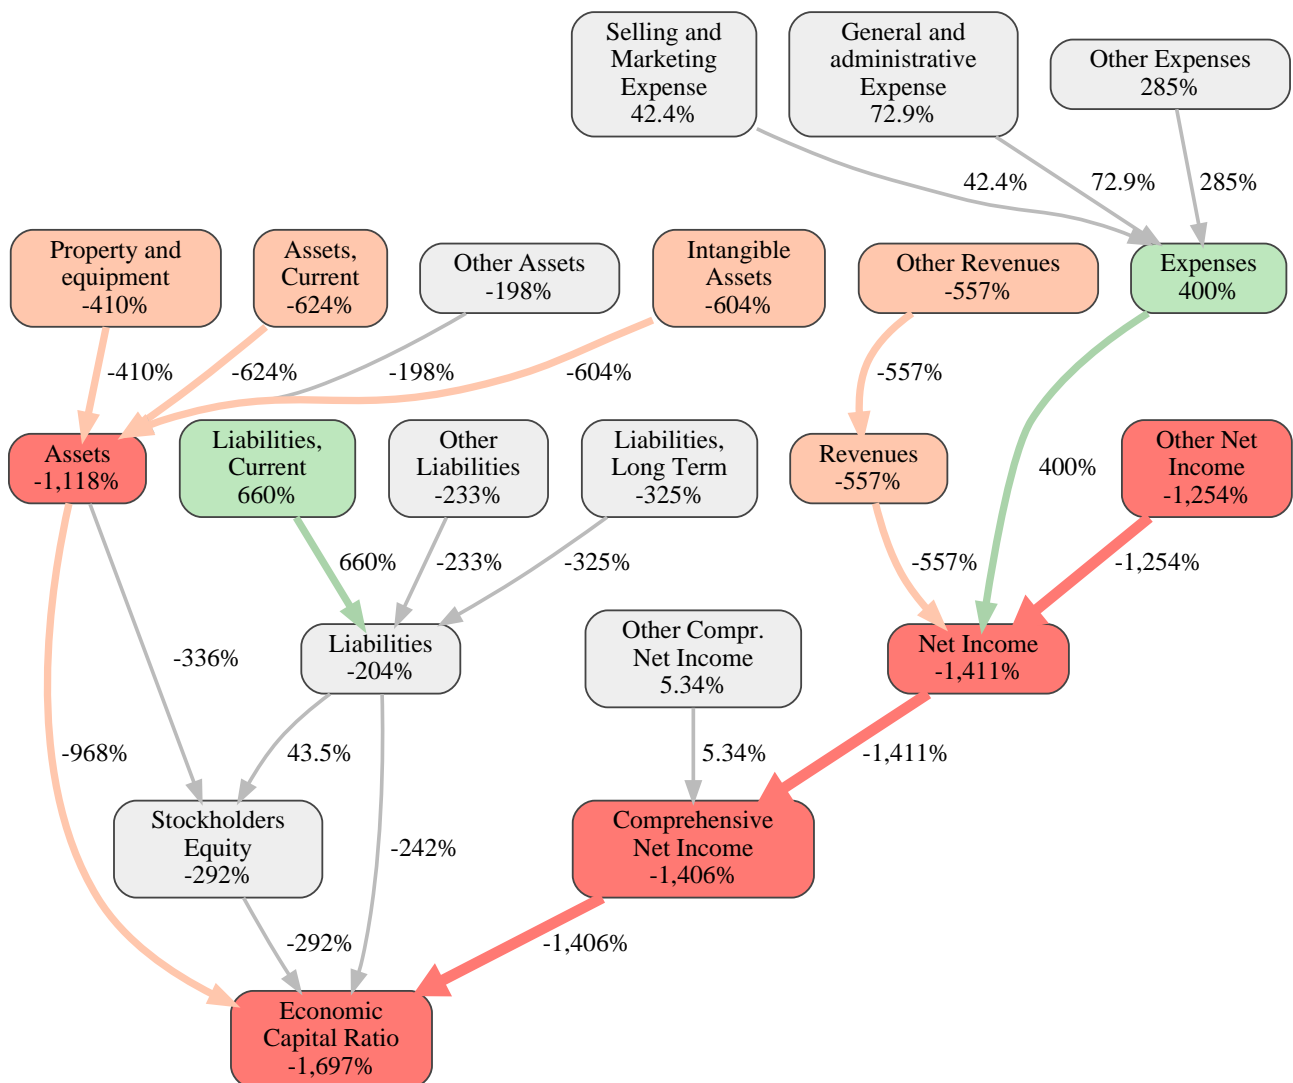 Selling and
Marketing
Expense
42.4%
General and
administrative
Expense
72.9%
Other Expenses
285%
42.4%
72.9%
285%
Property and
equipment
-410%
Assets,
Current
-624%
Other Assets
-198%
Intangible
Assets
-604%
Other Revenues
-557%
Expenses
400%
-410%
-624%
-198%
-604%
-557%
Assets
-1,118%
Liabilities,
Current
660%
Other
Liabilities
-233%
Liabilities,
Long Term
-325%
Revenues
-557%
400%
Other Net
Income
-1,254%
660%
-233%
-325%
-557%
-1,254%
-336%
Liabilities
-204%
Other Compr.
Net Income
5.34%
Net Income
-1,411%
-968%
43.5%
5.34%
-1,411%
Stockholders
Equity
-292%
-242%
Comprehensive
Net Income
-1,406%
-292%
-1,406%
Economic
Capital Ratio
-1,697%